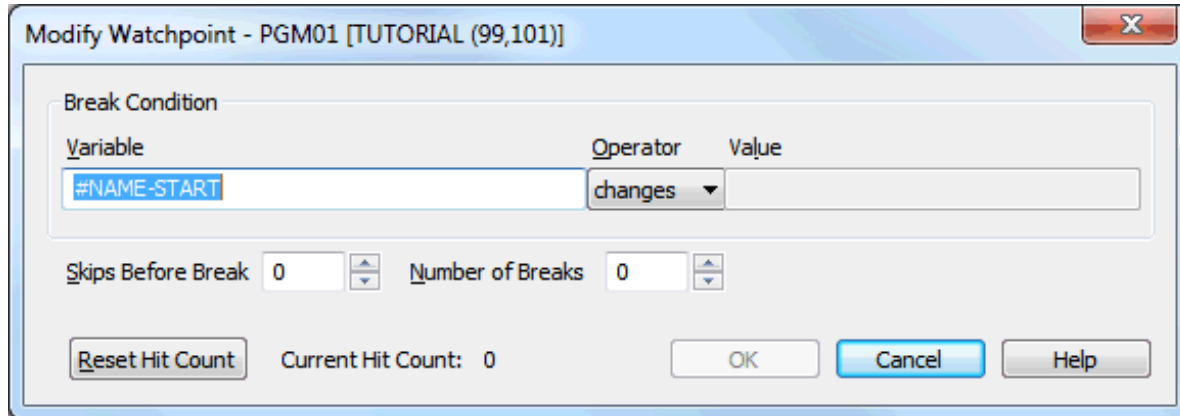 Modify Watchpoint - PGM01 [TUTORIAL (99,101)]
Break Condition
Variable Operator Value
#NAME-START changes
Skips Before Break 0 Number of Breaks 0
Reset Hit Count Current Hit Count: 0 OK Cancel Help